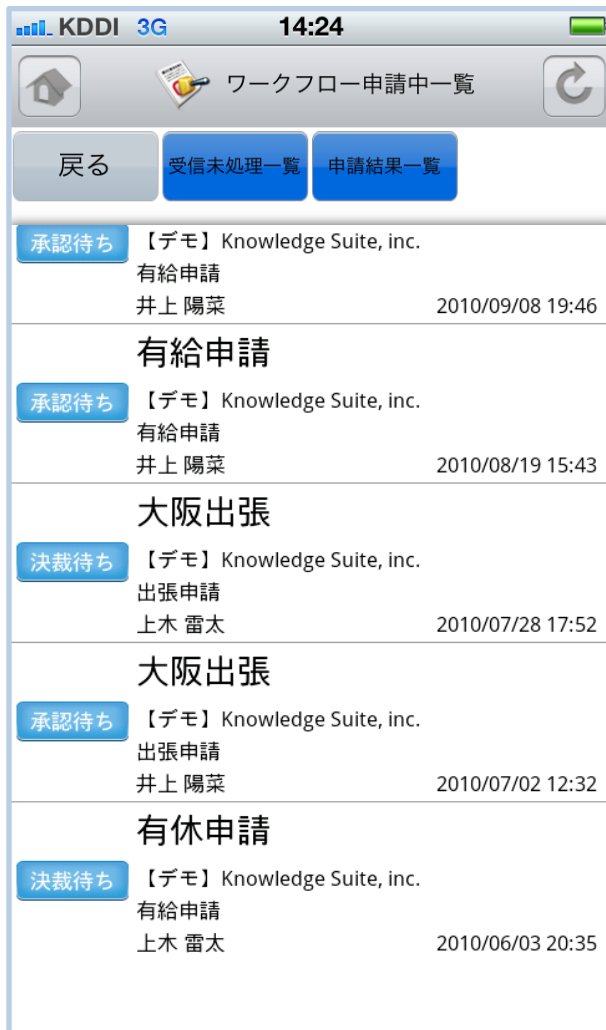 KDDI 3G 14:24
ワークフロー申請中一覧
戻る 受信未処理一覧 申請結果一覧
承認待ち 【デモ】Knowledge Suite, inc.
有給申請
井上 陽菜 2010/09/08 19:46
有給申請
承認待ち 【デモ】Knowledge Suite, inc.
有給申請
井上 陽菜 2010/08/19 15:43
大阪出張
決裁待ち 【デモ】Knowledge Suite, inc.
出張申請
上木 雷太 2010/07/28 17:52
大阪出張
承認待ち 【デモ】Knowledge Suite, inc.
出張申請
井上 陽菜 2010/07/02 12:32
有休申請
決裁待ち 【デモ】Knowledge Suite, inc.
有給申請
上木 雷太 2010/06/03 20:35